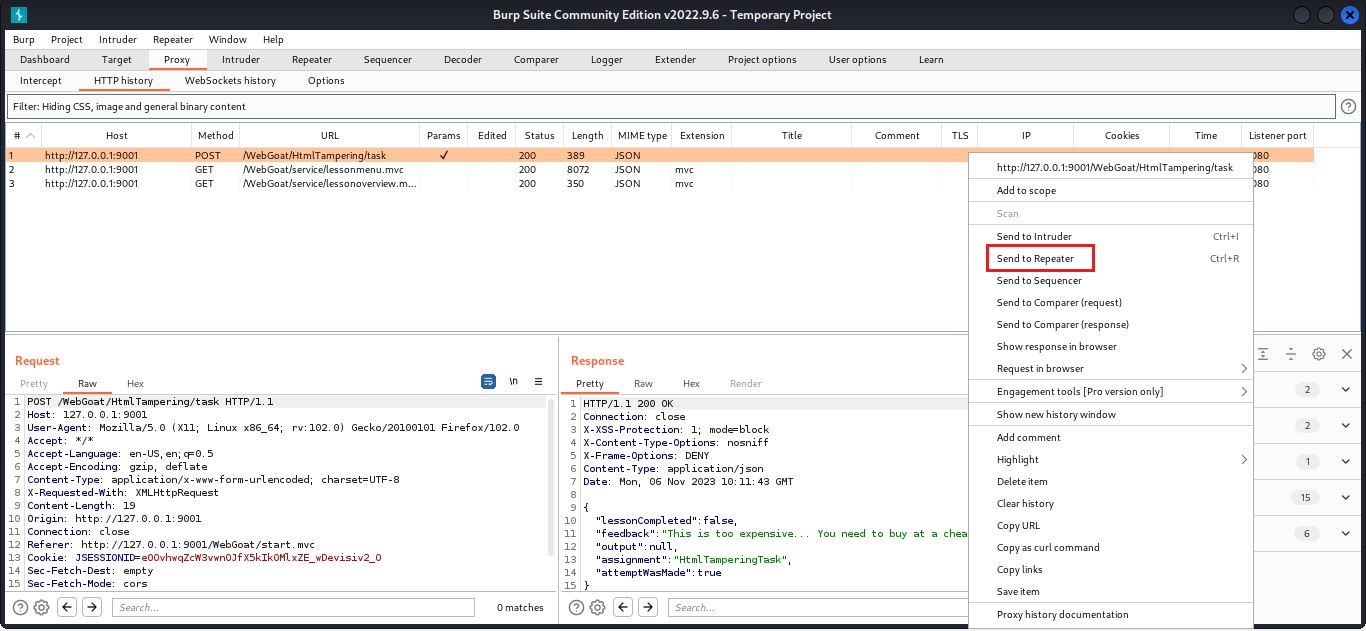 Burp Suite Community Edition v2022.9.6 - Temporary Project
Burp Project Intruder Repeater Window Help
Dashboard Target Proxy Intruder Repeater Sequencer Decoder Comparer Logger Extender Project options User options Learn
Intercept HTTP history WebSockets history Options
Filter: Hiding CSS, image and general binary content
# Host Method URL Params Edited Status Length MIME type Extension Title Comment TLS IP Cookies Time Listener port
1 http://127.0.0.1:9001 POST /WebGoat/HtmlTampering/task ✓ 200 389 JSON 080
2 http://127.0.0.1:9001 GET /WebGoat/service/lessonmenu.mvc 200 8072 JSON mvc
3 http://127.0.0.1:9001 GET /WebGoat/service/lessonoverview.m... 200 350 JSON mvc 080
http://127.0.0.1:9001/WebGoat/HtmlTampering/task
Add to scope
Scan
Send to Intruder Ctrl+I
Send to Repeater Ctrl+R
Send to Sequencer
Send to Comparer (request)
Send to Comparer (response)
Show response in browser
Request in browser
Engagement tools [Pro version only]
Show new history window
Add comment
Highlight
Delete item
Clear history
Copy URL
Copy as curl command
Copy links
Save item
Proxy history documentation
Request
Pretty Raw Hex \n
1 POST /WebGoat/HtmlTampering/task HTTP/1.1
2 Host: 127.0.0.1:9001
3 User-Agent: Mozilla/5.0 (X11; Linux x86_64; rv:102.0) Gecko/20100101 Firefox/102.0
4 Accept: */*
5 Accept-Language: en-US,en;q=0.5
6 Accept-Encoding: gzip, deflate
7 Content-Type: application/x-www-form-urlencoded; charset=UTF-8
8 X-Requested-With: XMLHttpRequest
9 Content-Length: 19
10 Origin: http://127.0.0.1:9001
11 Connection: close
12 Referer: http://127.0.0.1:9001/WebGoat/start.mvc
13 Cookie:
14 Sec-Fetch-Dest: empty
15 Sec-Fetch-Mode: cors
Search... 0 matches
Response
Pretty Raw Hex Render
1 HTTP/1.1 200 OK
2 Connection: close
3 X-XSS-Protection: 1; mode=block
4 X-Content-Type-Options: nosniff
5 X-Frame-Options: DENY
6 Content-Type: application/json
7 Date: Mon, 06 Nov 2023 10:11:43 GMT
8
9 {
10 "lessonCompleted":false,
11 "feedback":"This is too expensive... You need to buy at a chea
12 "output":null,
13 "assignment":"HtmlTamperingTask",
14 "attemptWasMade":true
15 }
Search...
2
2
1
15
6